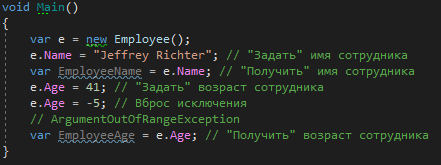 void Main()
{
var e = new Employee();
e.Name = "Jeffrey Richter"; // "Задать" имя сотрудника
var EmployeeName = e.Name; // "Получить" имя сотрудника
e.Age = 41; // "Задать" возраст сотрудника
e.Age = -5; // Вброс исключения
// ArgumentOutOfRangeException
var EmployeeAge = e.Age; // "Получить" возраст сотрудника
}